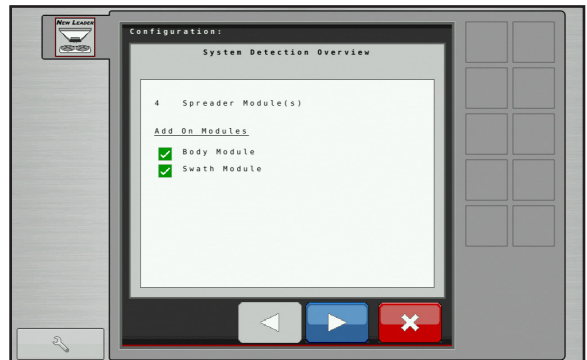 NEW LEADER
Configuration:
System Detection Overview
4 Spreader Module(s)
Add On Modules
Body Module
Swath Module